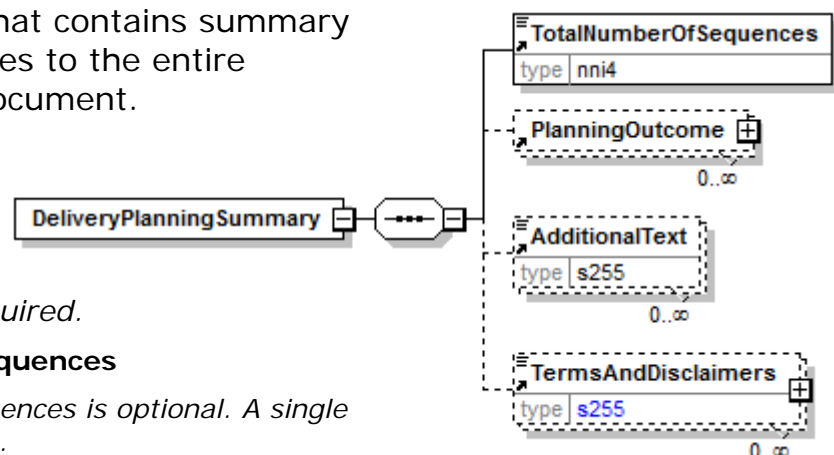 hat contains summary
es to the entire
ocument.
uired.
quences
ences is optional. A single
DeliveryPlanningSummary
TotalNumberOfSequences
type nni4
PlanningOutcome
0..∞
AdditionalText
type s255
0..∞
TermsAndDisclaimers
type s255
0..∞